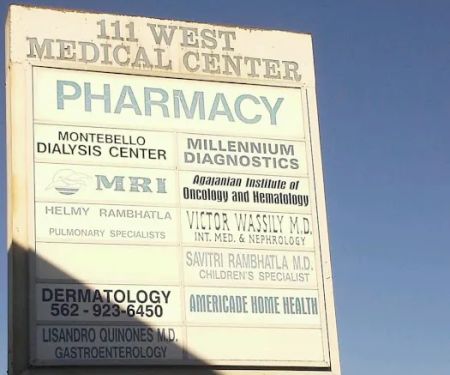 111 WEST
MEDICAL CENTER
PHARMACY
MONTEBELLO
DIALYSIS CENTER
MILLENNIUM
DIAGNOSTICS
MRI
Agajanian Institute of
Oncology and Hematology
HELMY RAMBHATLA
PULMONARY SPECIALISTS
VICTOR WASSILY M.D.
INT. MED. & NEPHROLOGY
SAVITRI RAMBHATLA M.D.
CHILDREN'S SPECIALIST
DERMATOLOGY
562-923-6450
AMERICADE HOME HEALTH
LISANDRO QUINONES M.D.
GASTROENTEROLOGY